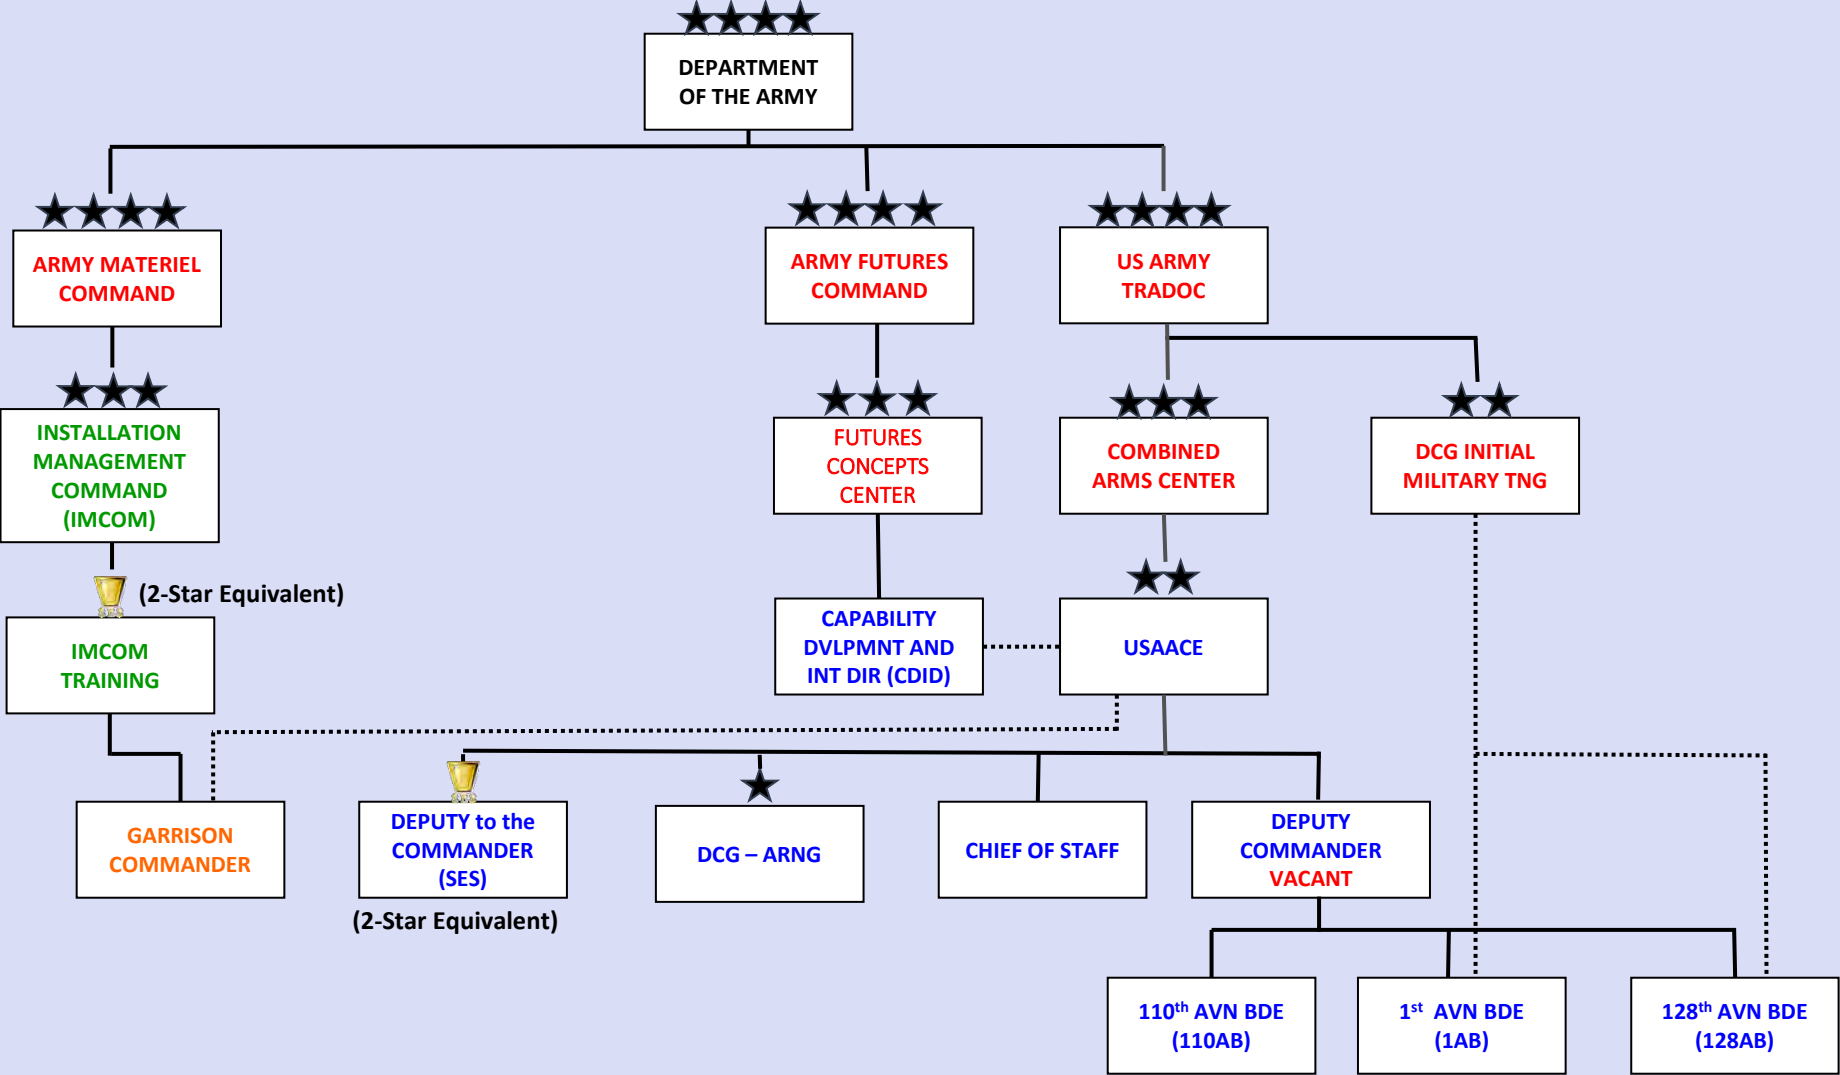 DEPARTMENT
OF THE ARMY
ARMY MATERIEL
COMMAND
ARMY FUTURES
COMMAND
US ARMY
TRADOC
INSTALLATION
MANAGEMENT
COMMAND
(IMCOM)
FUTURES
CONCEPTS
CENTER
COMBINED
ARMS CENTER
DCG INITIAL
MILITARY TNG
(2-Star Equivalent)
IMCOM
TRAINING
CAPABILITY
DVLPMNT AND
INT DIR (CDID)
USAACE
GARRISON
COMMANDER
DEPUTY to the
COMMANDER
(SES)
(2-Star Equivalent)
DCG – ARNG
CHIEF OF STAFF
DEPUTY
COMMANDER
VACANT
110th AVN BDE
(110AB)
1st AVN BDE
(1AB)
128th AVN BDE
(128AB)